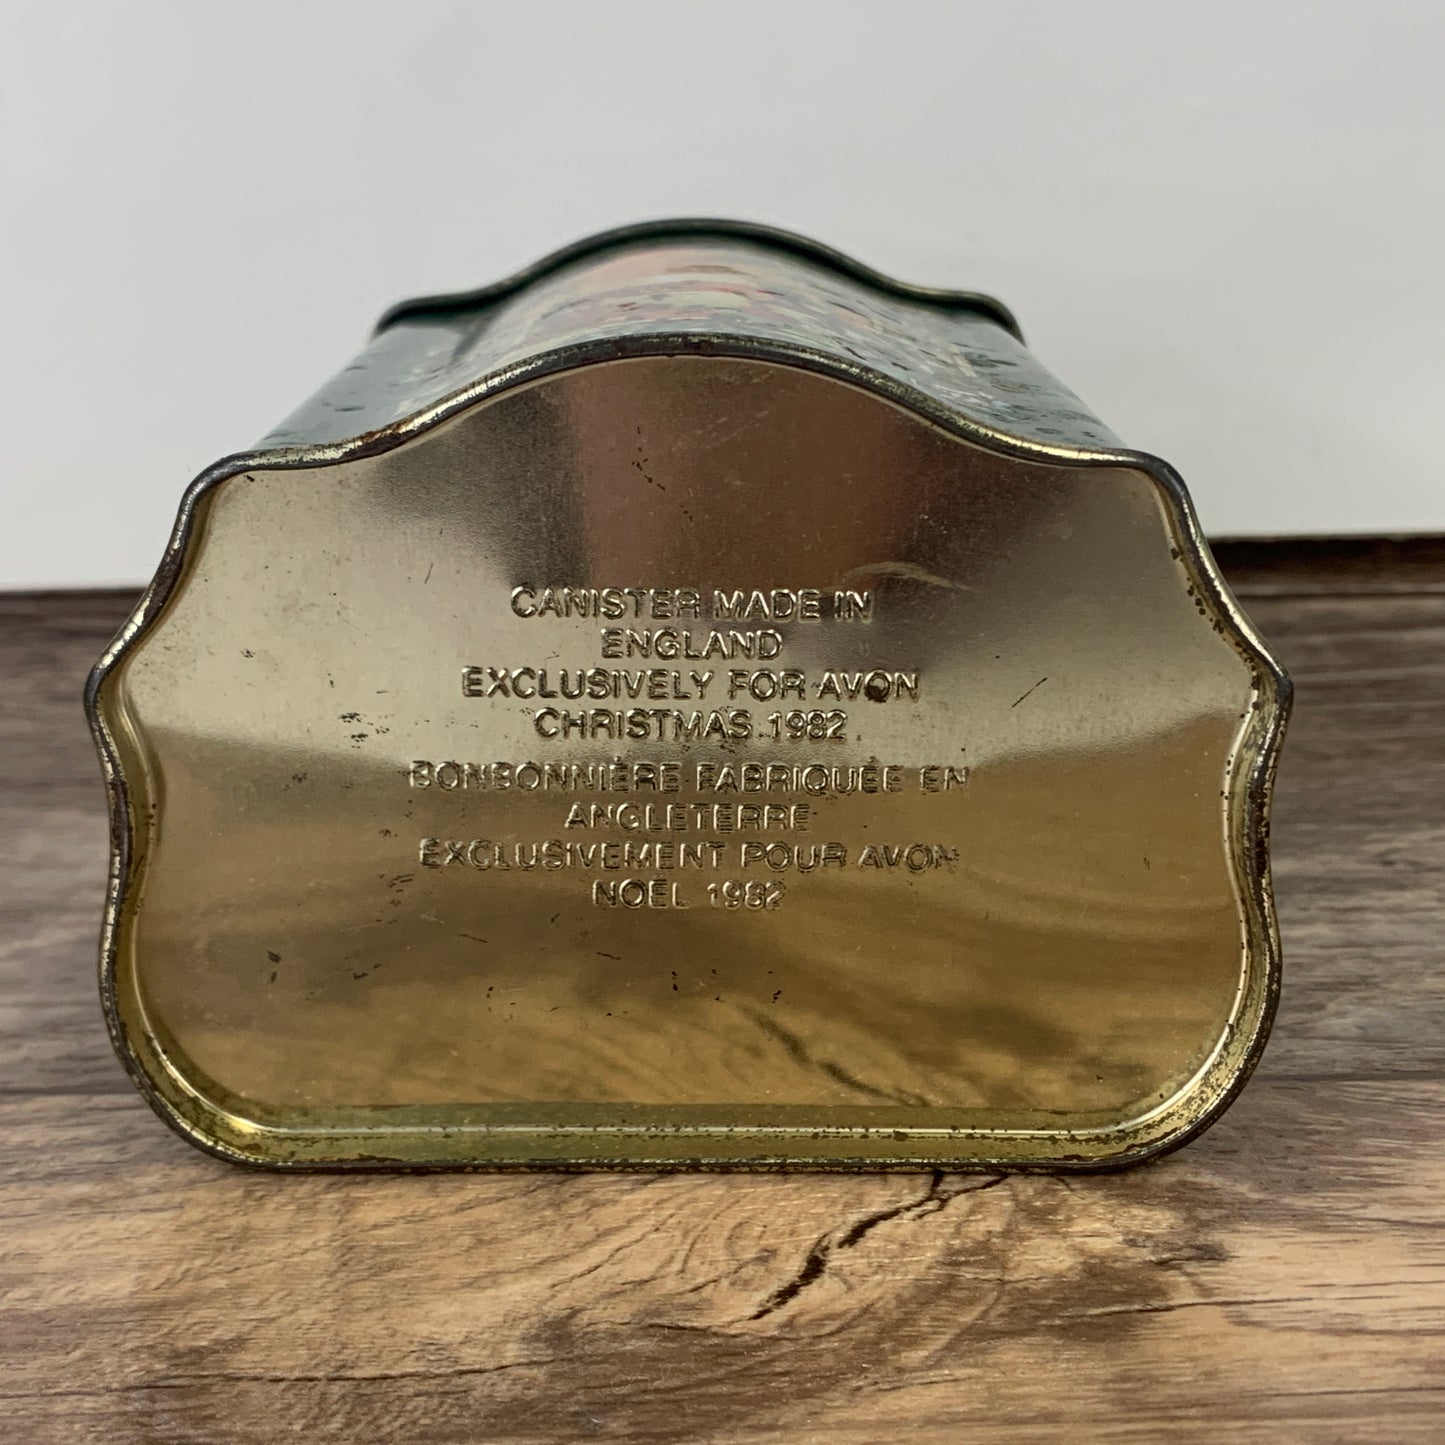 CANISTER MADE IN
ENGLAND
EXCLUSIVELY FOR AVON
CHRISTMAS 1982
BONBONNIÈRE FABRIQUÉE EN
ANGLETERRE
EXCLUSIVEMENT POUR AVON
NOËL 1982